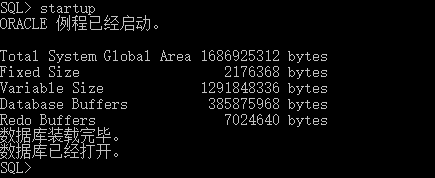 SQL> startup
ORACLE 例程已经启动。
Total System Global Area 1686925312 bytes
Fixed Size 2176368 bytes
Variable Size 1291848336 bytes
Database Buffers 385875968 bytes
Redo Buffers 7024640 bytes
数据库装载完毕。
数据库已经打开。
SQL>